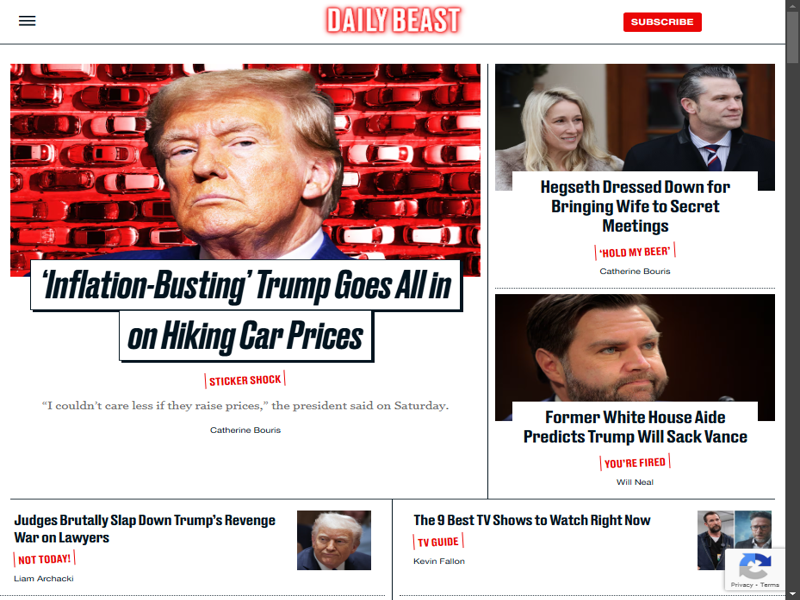 DAILY BEAST
SUBSCRIBE
‘Inflation-Busting’ Trump Goes All in
on Hiking Car Prices
STICKER SHOCK
“I couldn’t care less if they raise prices,” the president said on Saturday.
Catherine Bouris
Hegseth Dressed Down for
Bringing Wife to Secret
Meetings
‘HOLD MY BEER’
Catherine Bouris
Former White House Aide
Predicts Trump Will Sack Vance
YOU’RE FIRED
Will Neal
Judges Brutally Slap Down Trump’s Revenge
War on Lawyers
NOT TODAY!
Liam Archacki
The 9 Best TV Shows to Watch Right Now
TV GUIDE
Kevin Fallon
Privacy - Terms